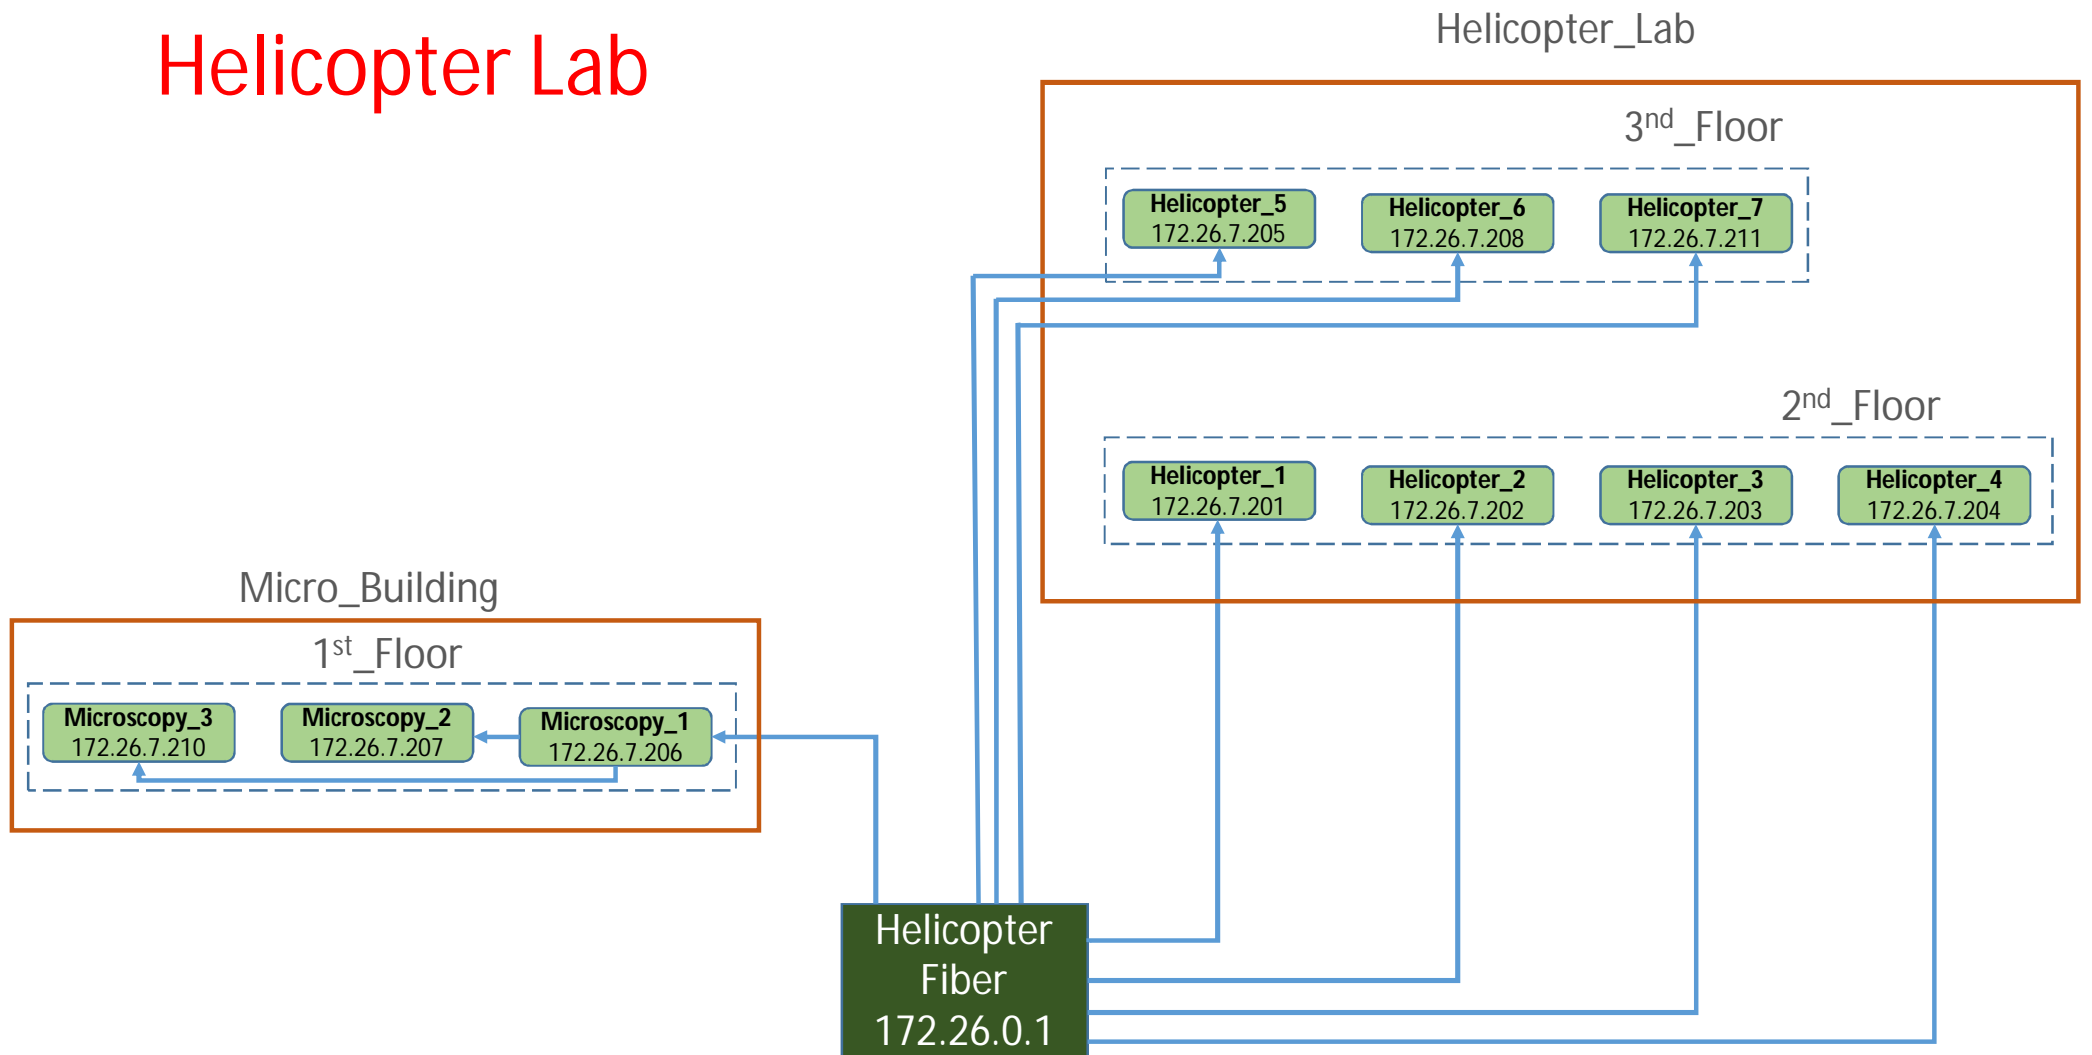 Helicopter Lab
Helicopter_Lab
3nd_Floor
Helicopter_5
172.26.7.205
Helicopter_6
172.26.7.208
Helicopter_7
172.26.7.211
2nd_Floor
Helicopter_1
172.26.7.201
Helicopter_2
172.26.7.202
Helicopter_3
172.26.7.203
Helicopter_4
172.26.7.204
Micro_Building
1st_Floor
Microscopy_3
172.26.7.210
Microscopy_2
172.26.7.207
Microscopy_1
172.26.7.206
Helicopter
Fiber
172.26.0.1